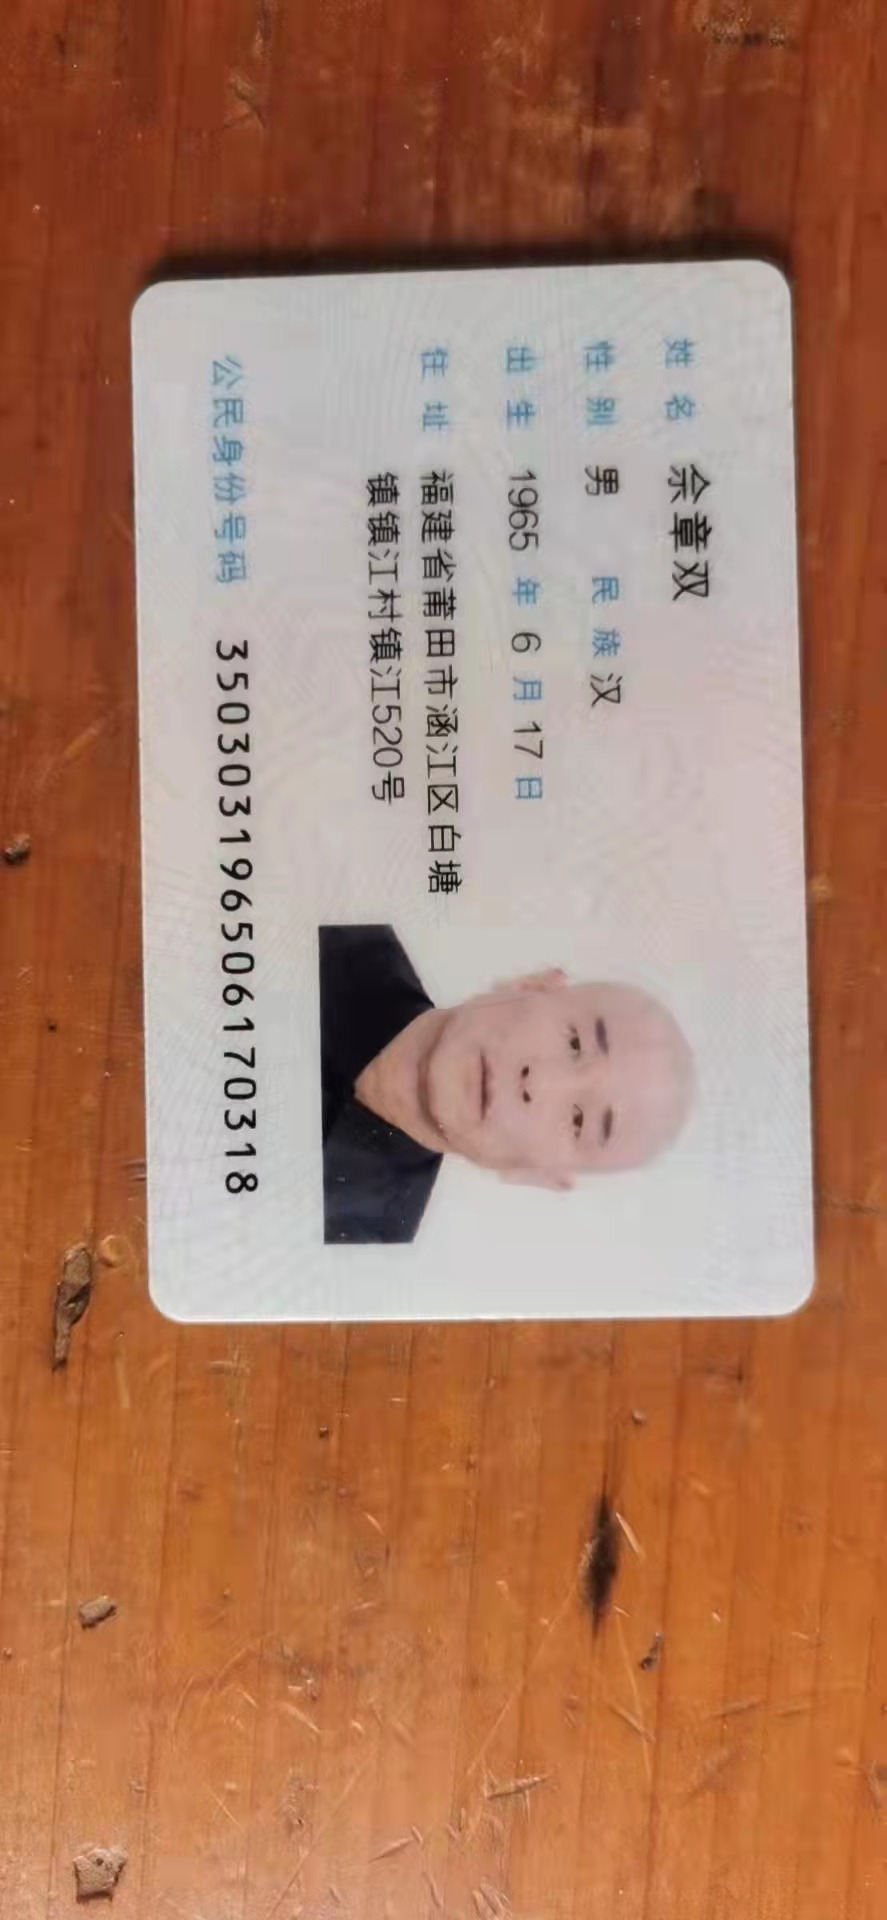 姓名 佘章双
性别 男 民族 汉
出生 1965 年 6 月 17 日
住址 福建省莆田市涵江区白塘
镇镇江村镇江520号
公民身份号码 350303196506170318